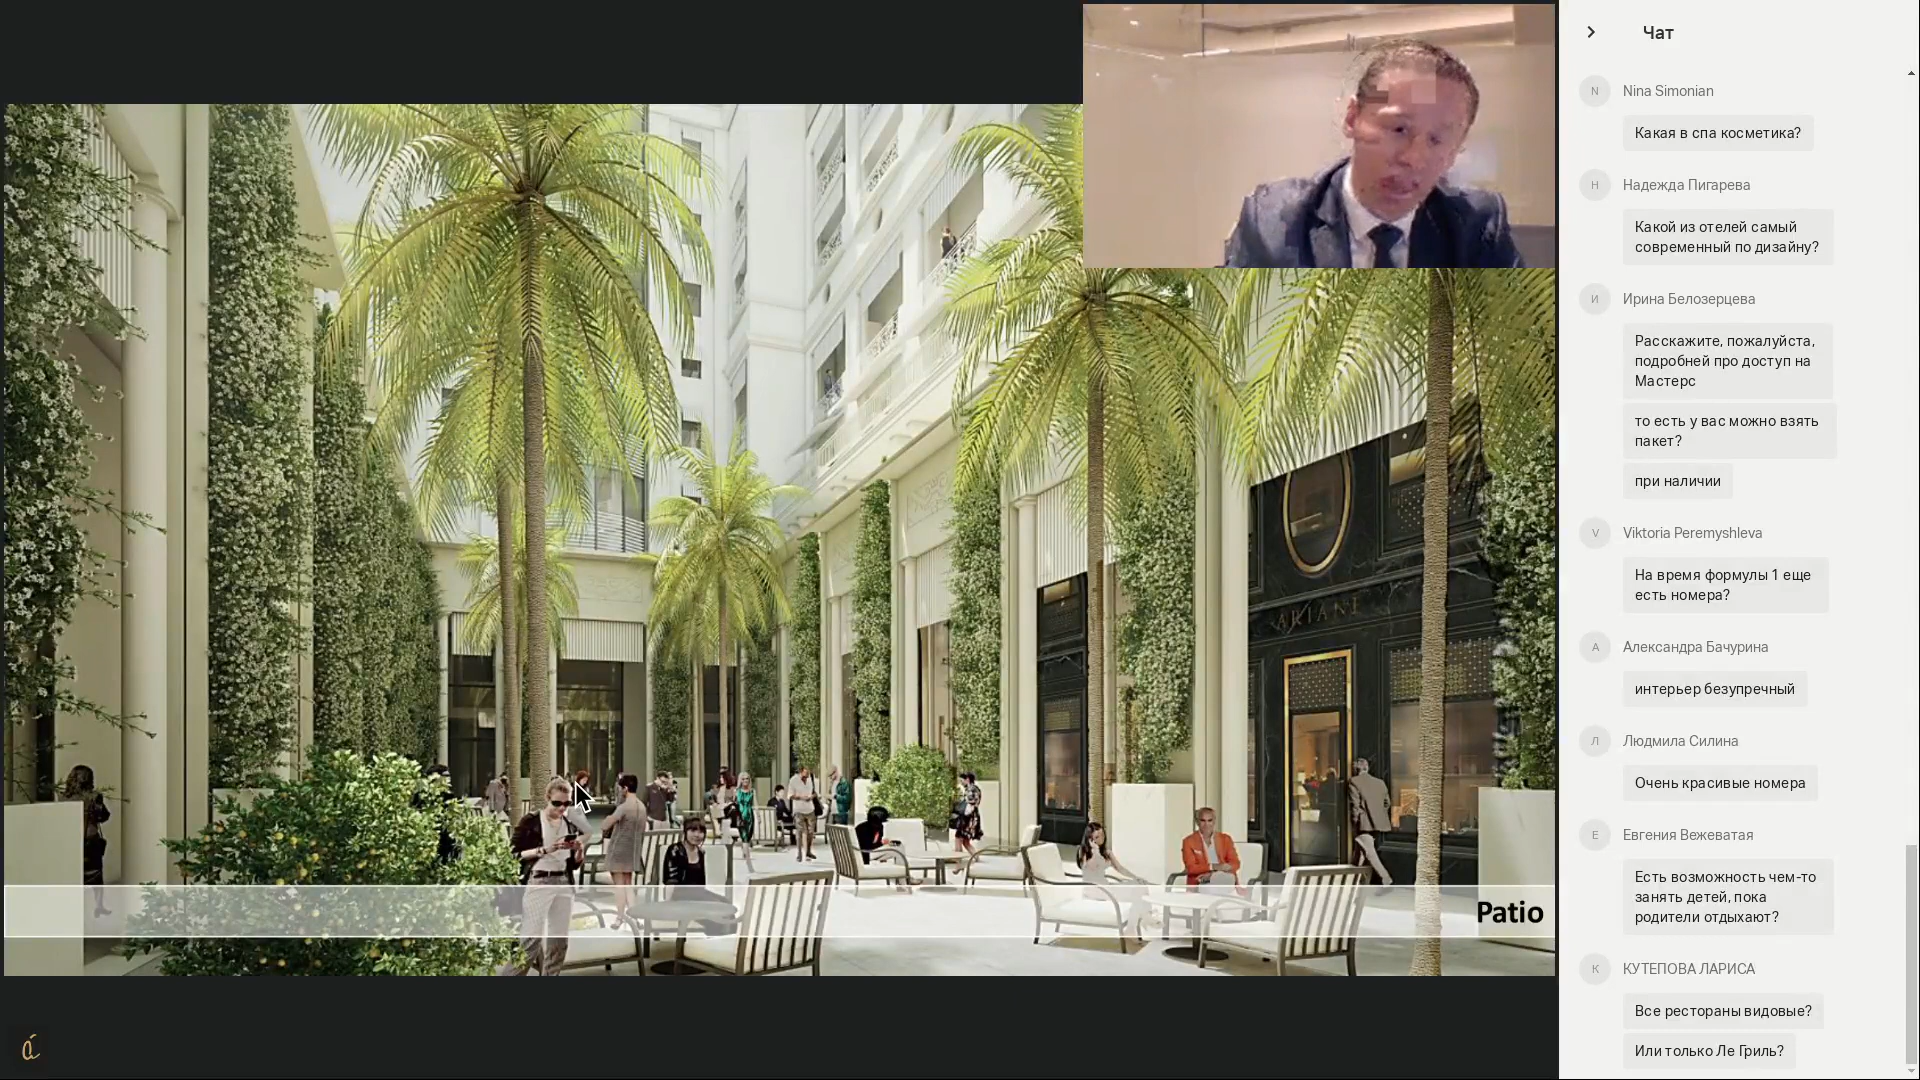 ARIANE
Patio
á
Чат
N
Nina Simonian
Какая в спа косметика?
Н
Надежда Пигарева
Какой из отелей самый
современный по дизайну?
И
Ирина Белозерцева
Расскажите, пожалуйста,
подробней про доступ на
Мастерс
то есть у вас можно взять
пакет?
при наличии
V
Viktoria Peremyshleva
На время формулы 1 еще
есть номера?
А
Александра Бачурина
интерьер безупречный
Л
Людмила Силина
Очень красивые номера
Е
Евгения Вежеватая
Есть возможность чем-то
занять детей, пока
родители отдыхают?
К
КУТЕПОВА ЛАРИСА
Все рестораны видовые?
Или только Ле Гриль?